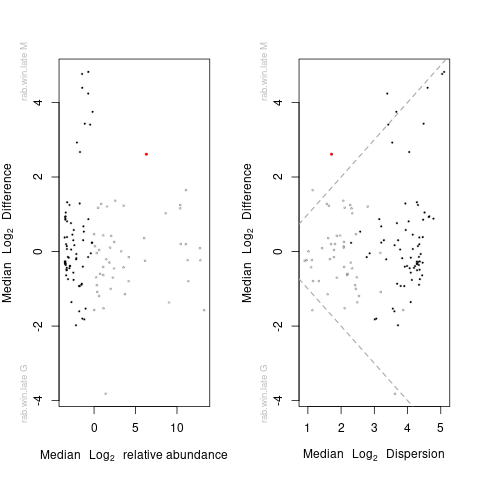 rab.win.late M
rab.win.late G
Median Log2 Difference
4
2
0
-2
-4
0 5 10
Median Log2 relative abundance
rab.win.late M
rab.win.late G
Median Log2 Difference
4
2
0
-2
-4
1 2 3 4 5
Median Log2 Dispersion